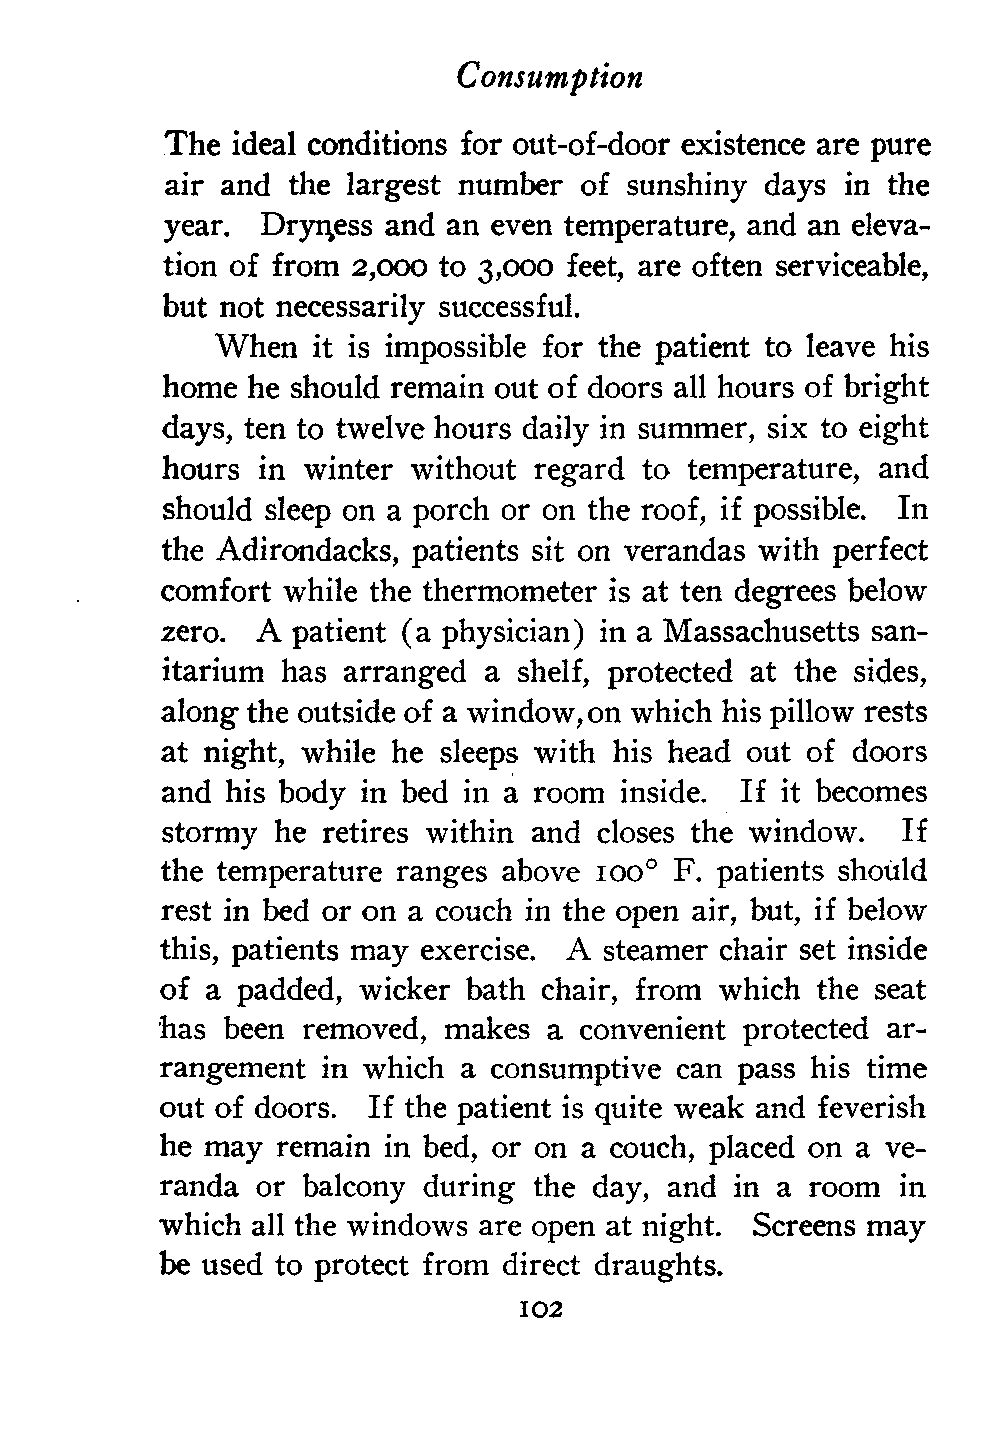 Consumption
The ideal conditions for out-of-door existence are pure
air and the largest number of sunshiny days in the
year. Dryness and an even temperature, and an eleva-
tion of from 2,000 to 3,000 feet, are often serviceable,
but not necessarily successful.
When it is impossible for the patient to leave his
home he should remain out of doors all hours of bright
days, ten to twelve hours daily in summer, six to eight
hours in winter without regard to temperature, and
should sleep on a porch or on the roof, if possible. In
the Adirondacks, patients sit on verandas with perfect
comfort while the thermometer is at ten degrees below
zero. A patient (a physician) in a Massachusetts san-
itarium has arranged a shelf, protected at the sides,
along the outside of a window, on which his pillow rests
at night, while he sleeps with his head out of doors
and his body in bed in a room inside. If it becomes
stormy he retires within and closes the window. If
the temperature ranges above 100° F. patients should
rest in bed or on a couch in the open air, but, if below
this, patients may exercise. A steamer chair set inside
of a padded, wicker bath chair, from which the seat
has been removed, makes a convenient protected ar-
rangement in which a consumptive can pass his time
out of doors. If the patient is quite weak and feverish
he may remain in bed, or on a couch, placed on a ve-
randa or balcony during the day, and in a room in
which all the windows are open at night. Screens may
be used to protect from direct draughts.
102